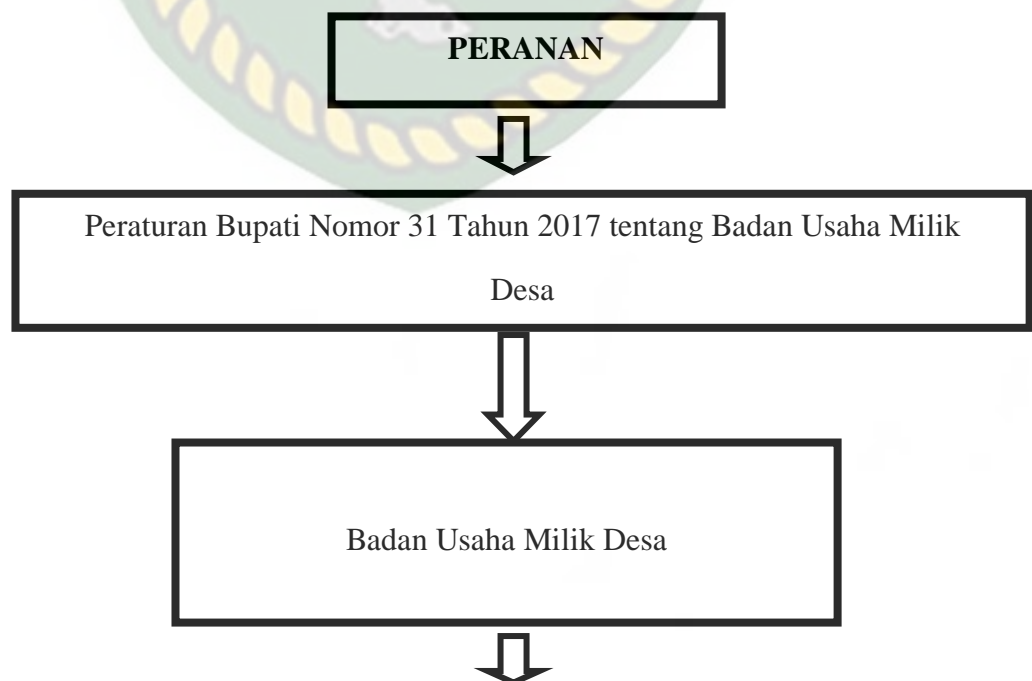 PERANAN
Peraturan Bupati Nomor 31 Tahun 2017 tentang Badan Usaha Milik
Desa
Badan Usaha Milik Desa